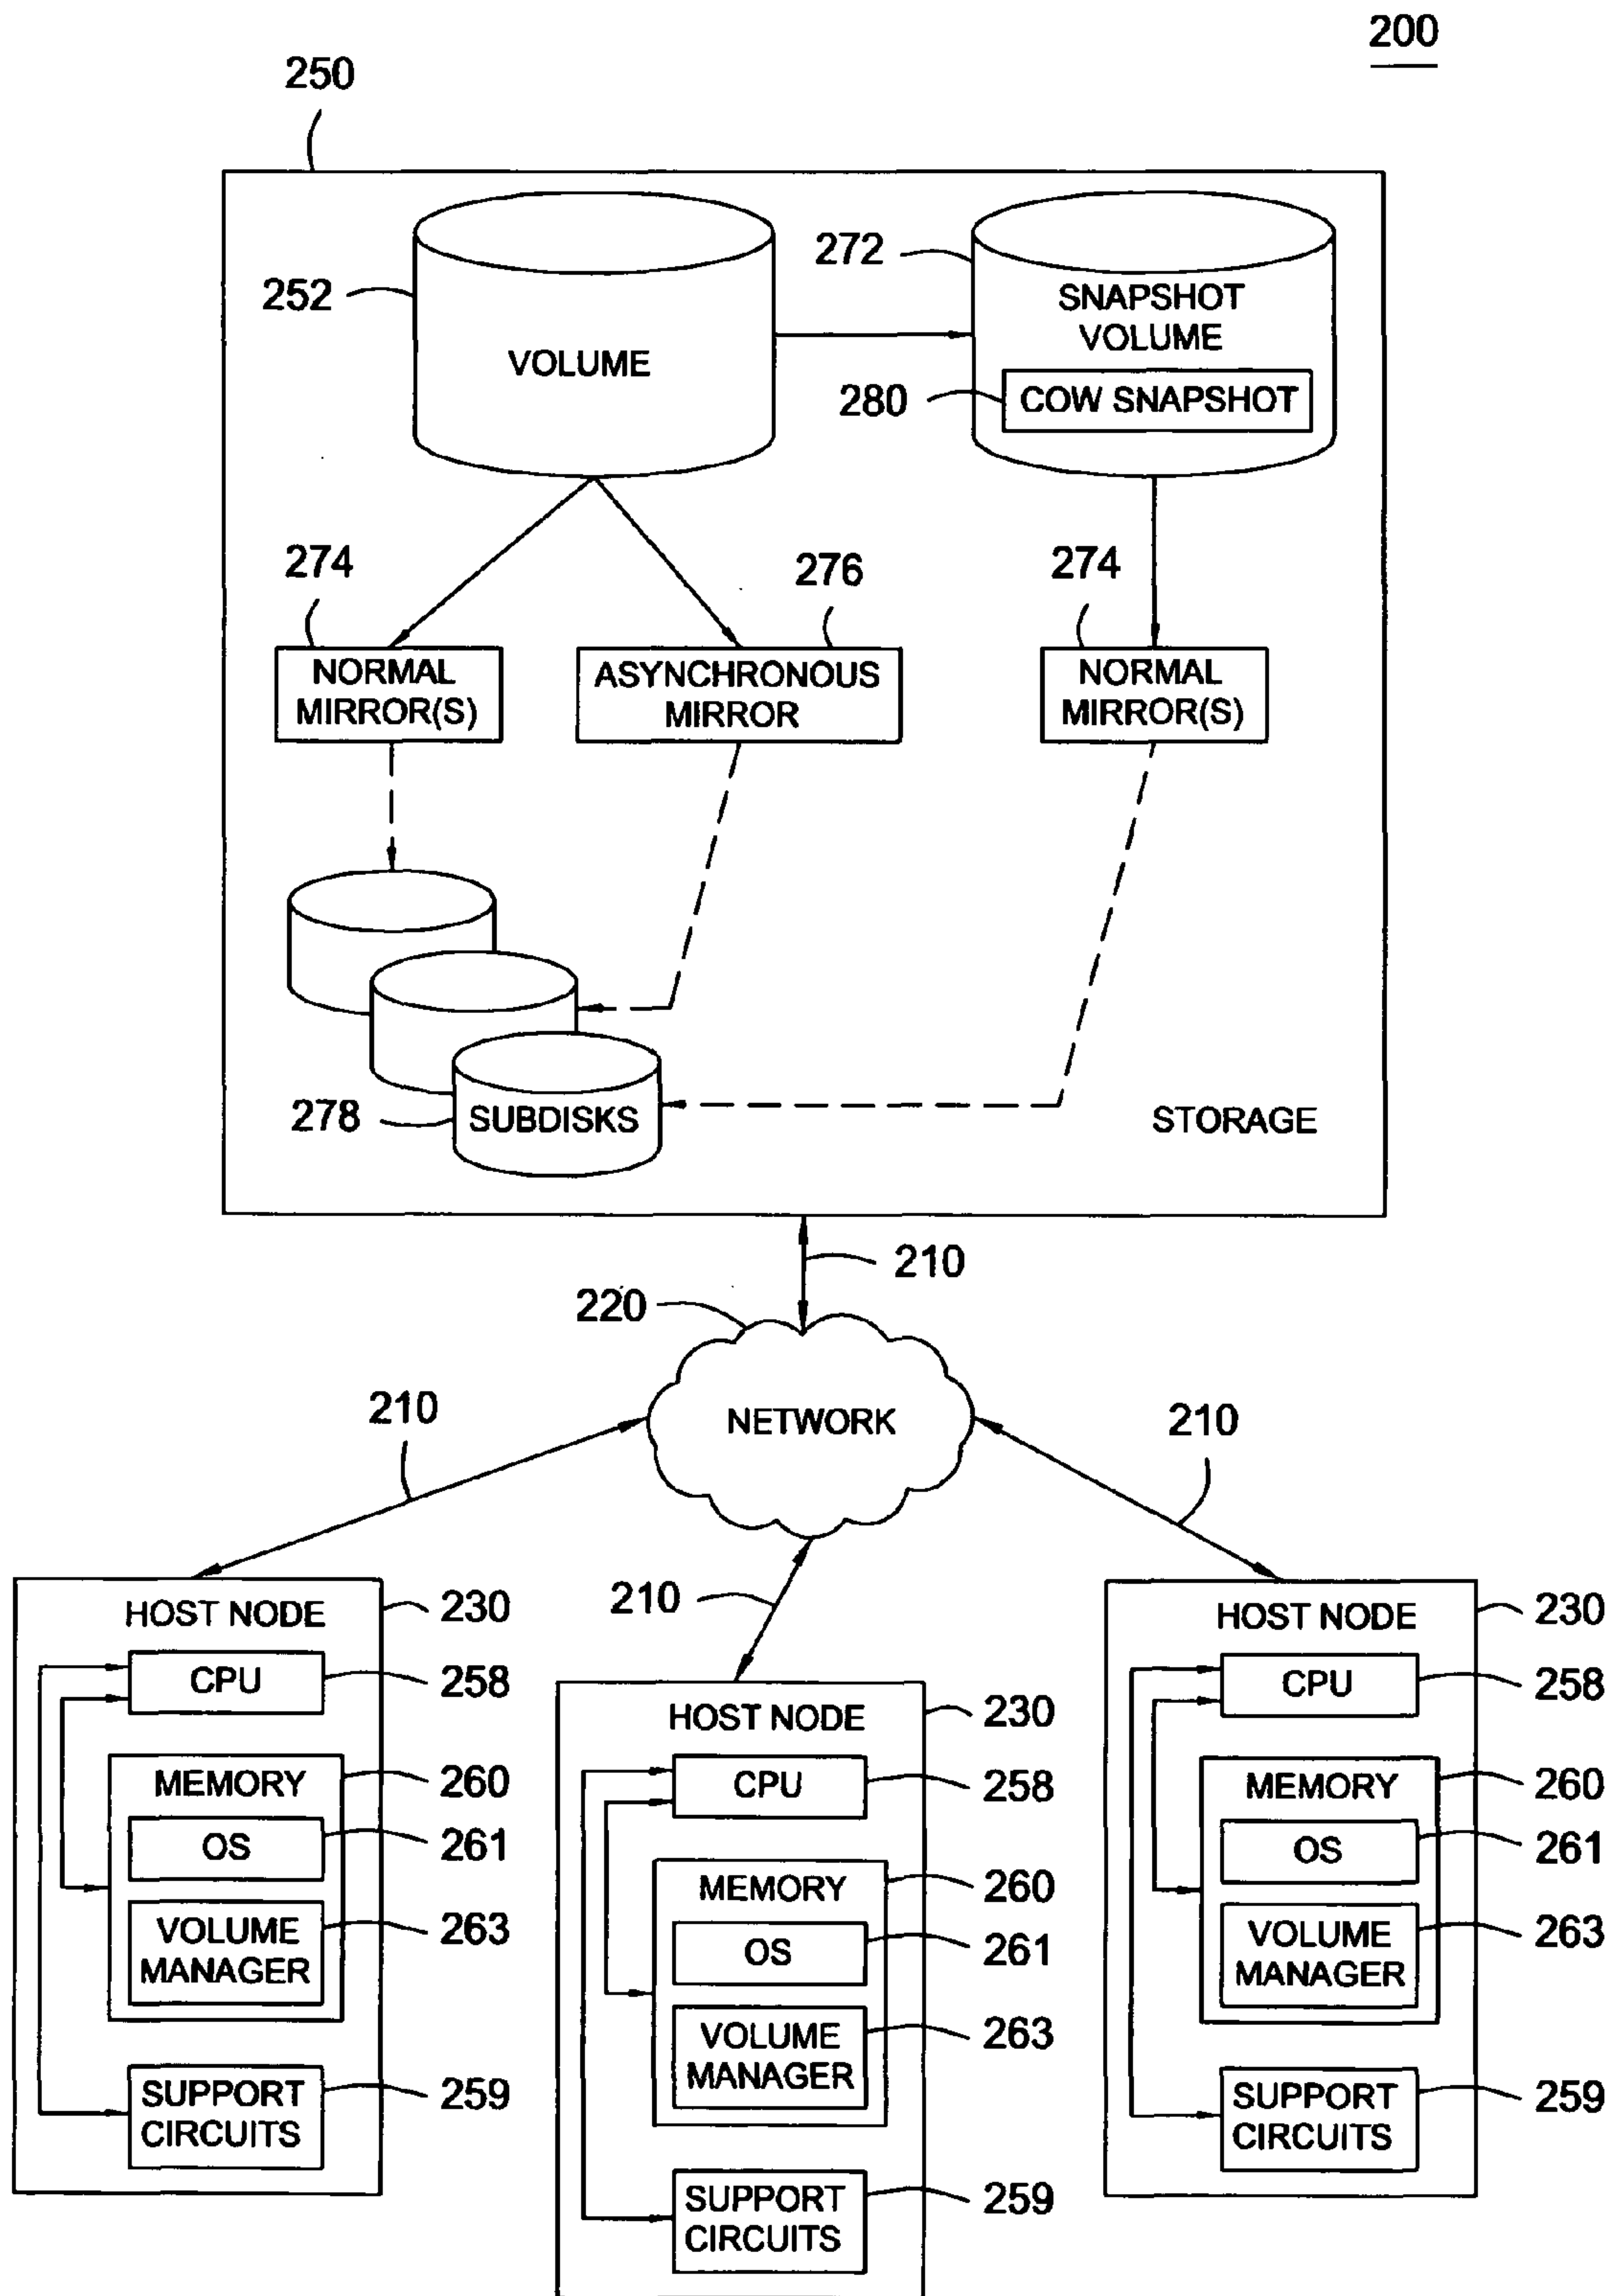 200
250
272
252
SNAPSHOT
VOLUME
VOLUME
280
COW SNAPSHOT
274
276
274
NORMAL
MIRROR(S)
ASYNCHRONOUS
MIRROR
NORMAL
MIRROR(S)
278
SUBDISKS
STORAGE
210
220
NETWORK
210
210
210
HOST NODE
230
CPU
258
MEMORY
260
OS
261
VOLUME
MANAGER
263
SUPPORT
CIRCUITS
259
HOST NODE
230
CPU
258
MEMORY
260
OS
261
VOLUME
MANAGER
263
SUPPORT
CIRCUITS
259
HOST NODE
230
CPU
258
MEMORY
260
OS
261
VOLUME
MANAGER
263
SUPPORT
CIRCUITS
259